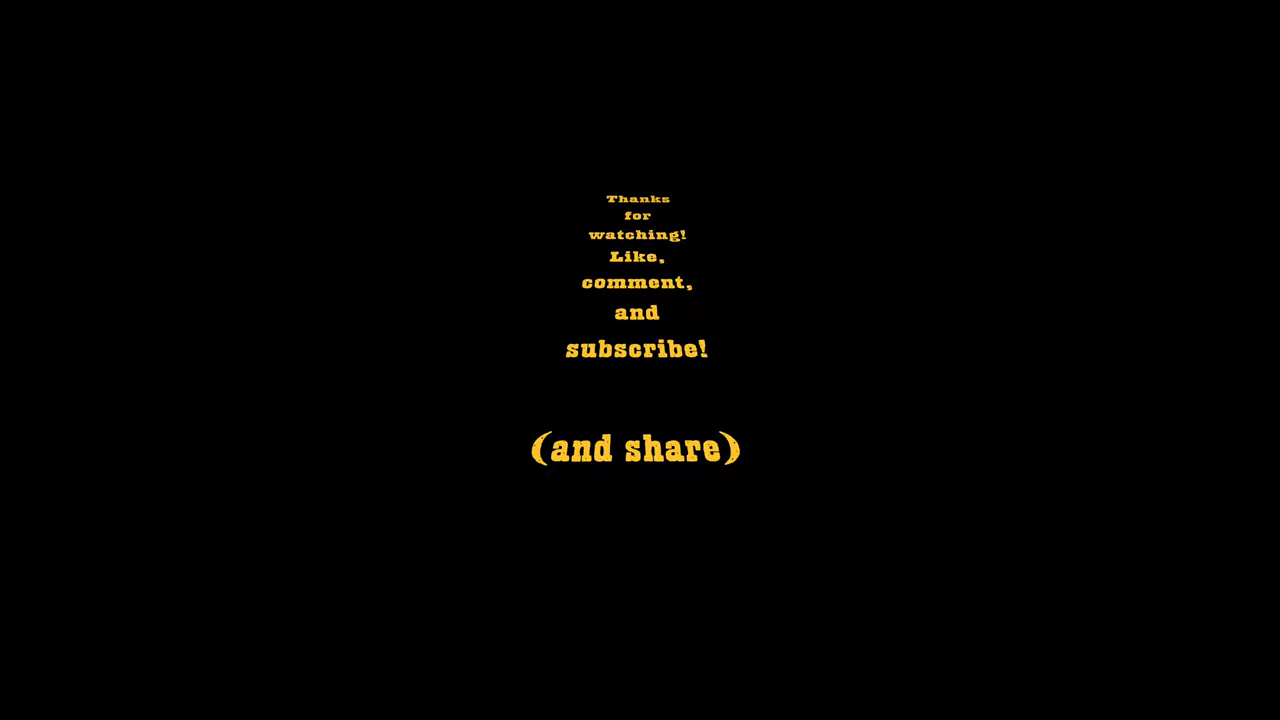 Thanks
for
watching!
Like,
comment,
and
subscribe!
(and share)